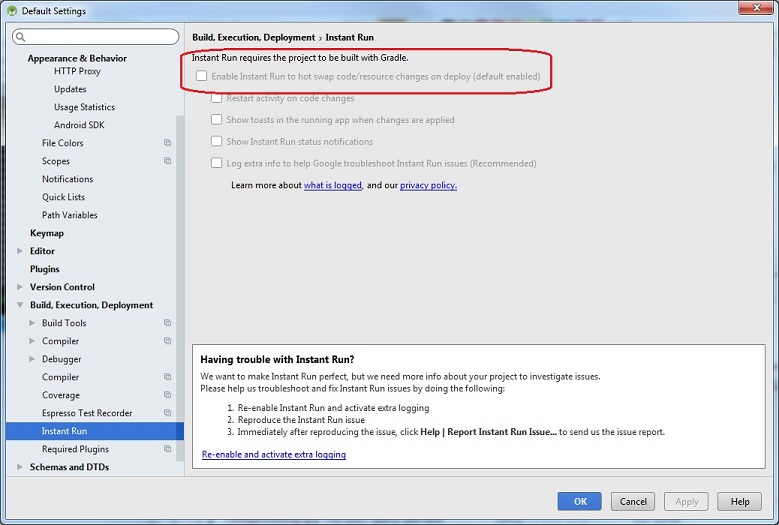 Default Settings
Appearance & Behavior
HTTP Proxy
Updates
Usage Statistics
Android SDK
File Colors
Scopes
Notifications
Quick Lists
Path Variables
Keymap
Editor
Plugins
Version Control
Build, Execution, Deployment
Build Tools
Compiler
Debugger
Compiler
Coverage
Espresso Test Recorder
Instant Run
Required Plugins
Schemas and DTDs
Build, Execution, Deployment › Instant Run
Instant Run requires the project to be built with Gradle.
Enable Instant Run to hot swap code/resource changes on deploy (default enabled)
Restart activity on code changes
Show toasts in the running app when changes are applied
Show Instant Run status notifications
Log extra info to help Google troubleshoot Instant Run issues (Recommended)
Learn more about what is logged, and our privacy policy.
Having trouble with Instant Run?
We want to make Instant Run perfect, but we need more info about your project to investigate issues.
Please help us troubleshoot and fix Instant Run issues by doing the following:
1. Re-enable Instant Run and activate extra logging
2. Reproduce the Instant Run issue
3. Immediately after reproducing the issue, click Help | Report Instant Run Issue... to send us the issue report.
Re-enable and activate extra logging
OK
Cancel
Apply
Help